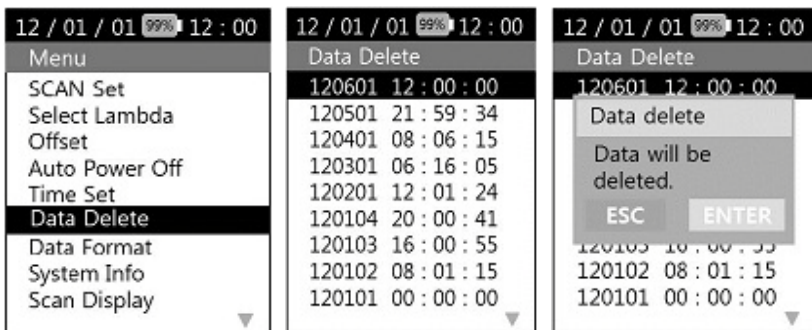 12 / 01 / 01 99% 12 : 00
Menu
SCAN Set
Select Lambda
Offset
Auto Power Off
Time Set
Data Delete
Data Format
System Info
Scan Display
12 / 01 / 01 99% 12 : 00
Data Delete
120601 12 : 00 : 00
120501 21 : 59 : 34
120401 08 : 06 : 15
120301 06 : 16 : 05
120201 12 : 01 : 24
120104 20 : 00 : 41
120103 16 : 00 : 55
120102 08 : 01 : 15
120101 00 : 00 : 00
12 / 01 / 01 99% 12 : 00
Data Delete
120601 12 : 00 : 00
Data delete
Data will be
deleted.
ESC ENTER
120103 16 : 00 : 55
120102 08 : 01 : 15
120101 00 : 00 : 00